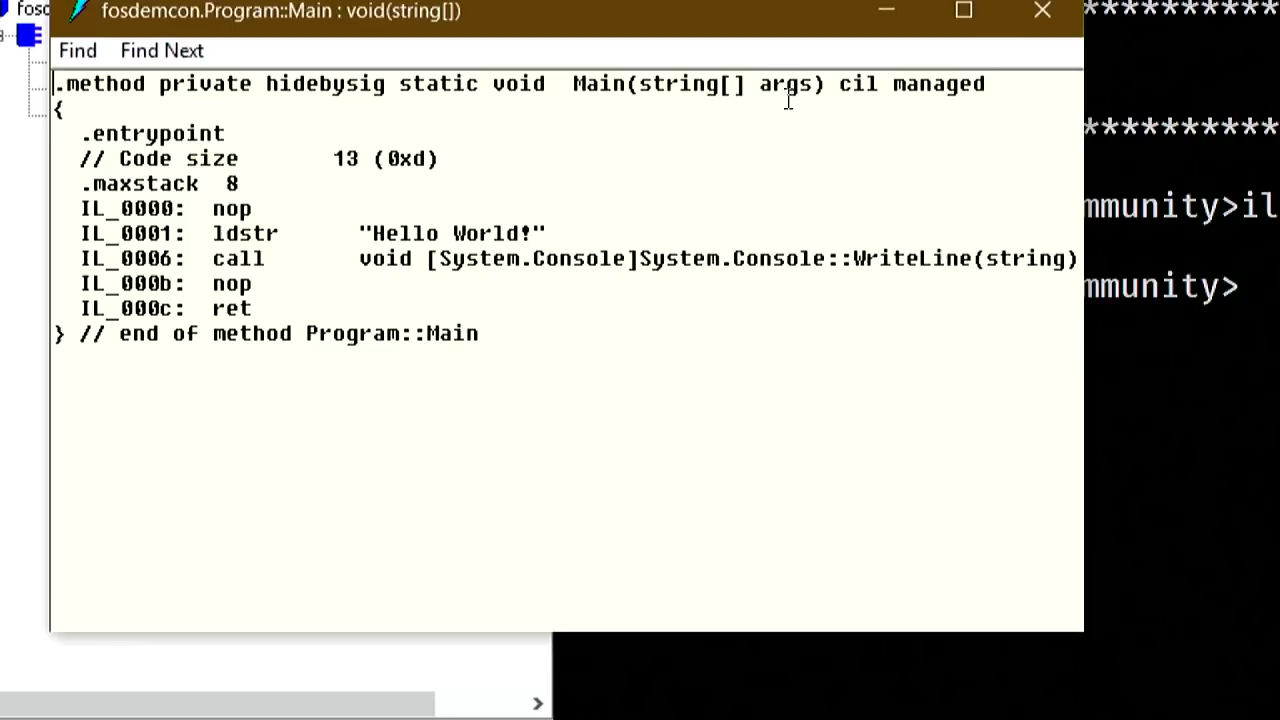 fosdemcon.Program::Main : void(string[])
Find Find Next
.method private hidebysig static void  Main(string[] args) cil managed
{
  .entrypoint
  // Code size       13 (0xd)
  .maxstack  8
  IL_0000:  nop
  IL_0001:  ldstr      "Hello World!"
  IL_0006:  call       void [System.Console]System.Console::WriteLine(string)
  IL_000b:  nop
  IL_000c:  ret
} // end of method Program::Main
fosd
**********
**********
mmunity>il
mmunity>